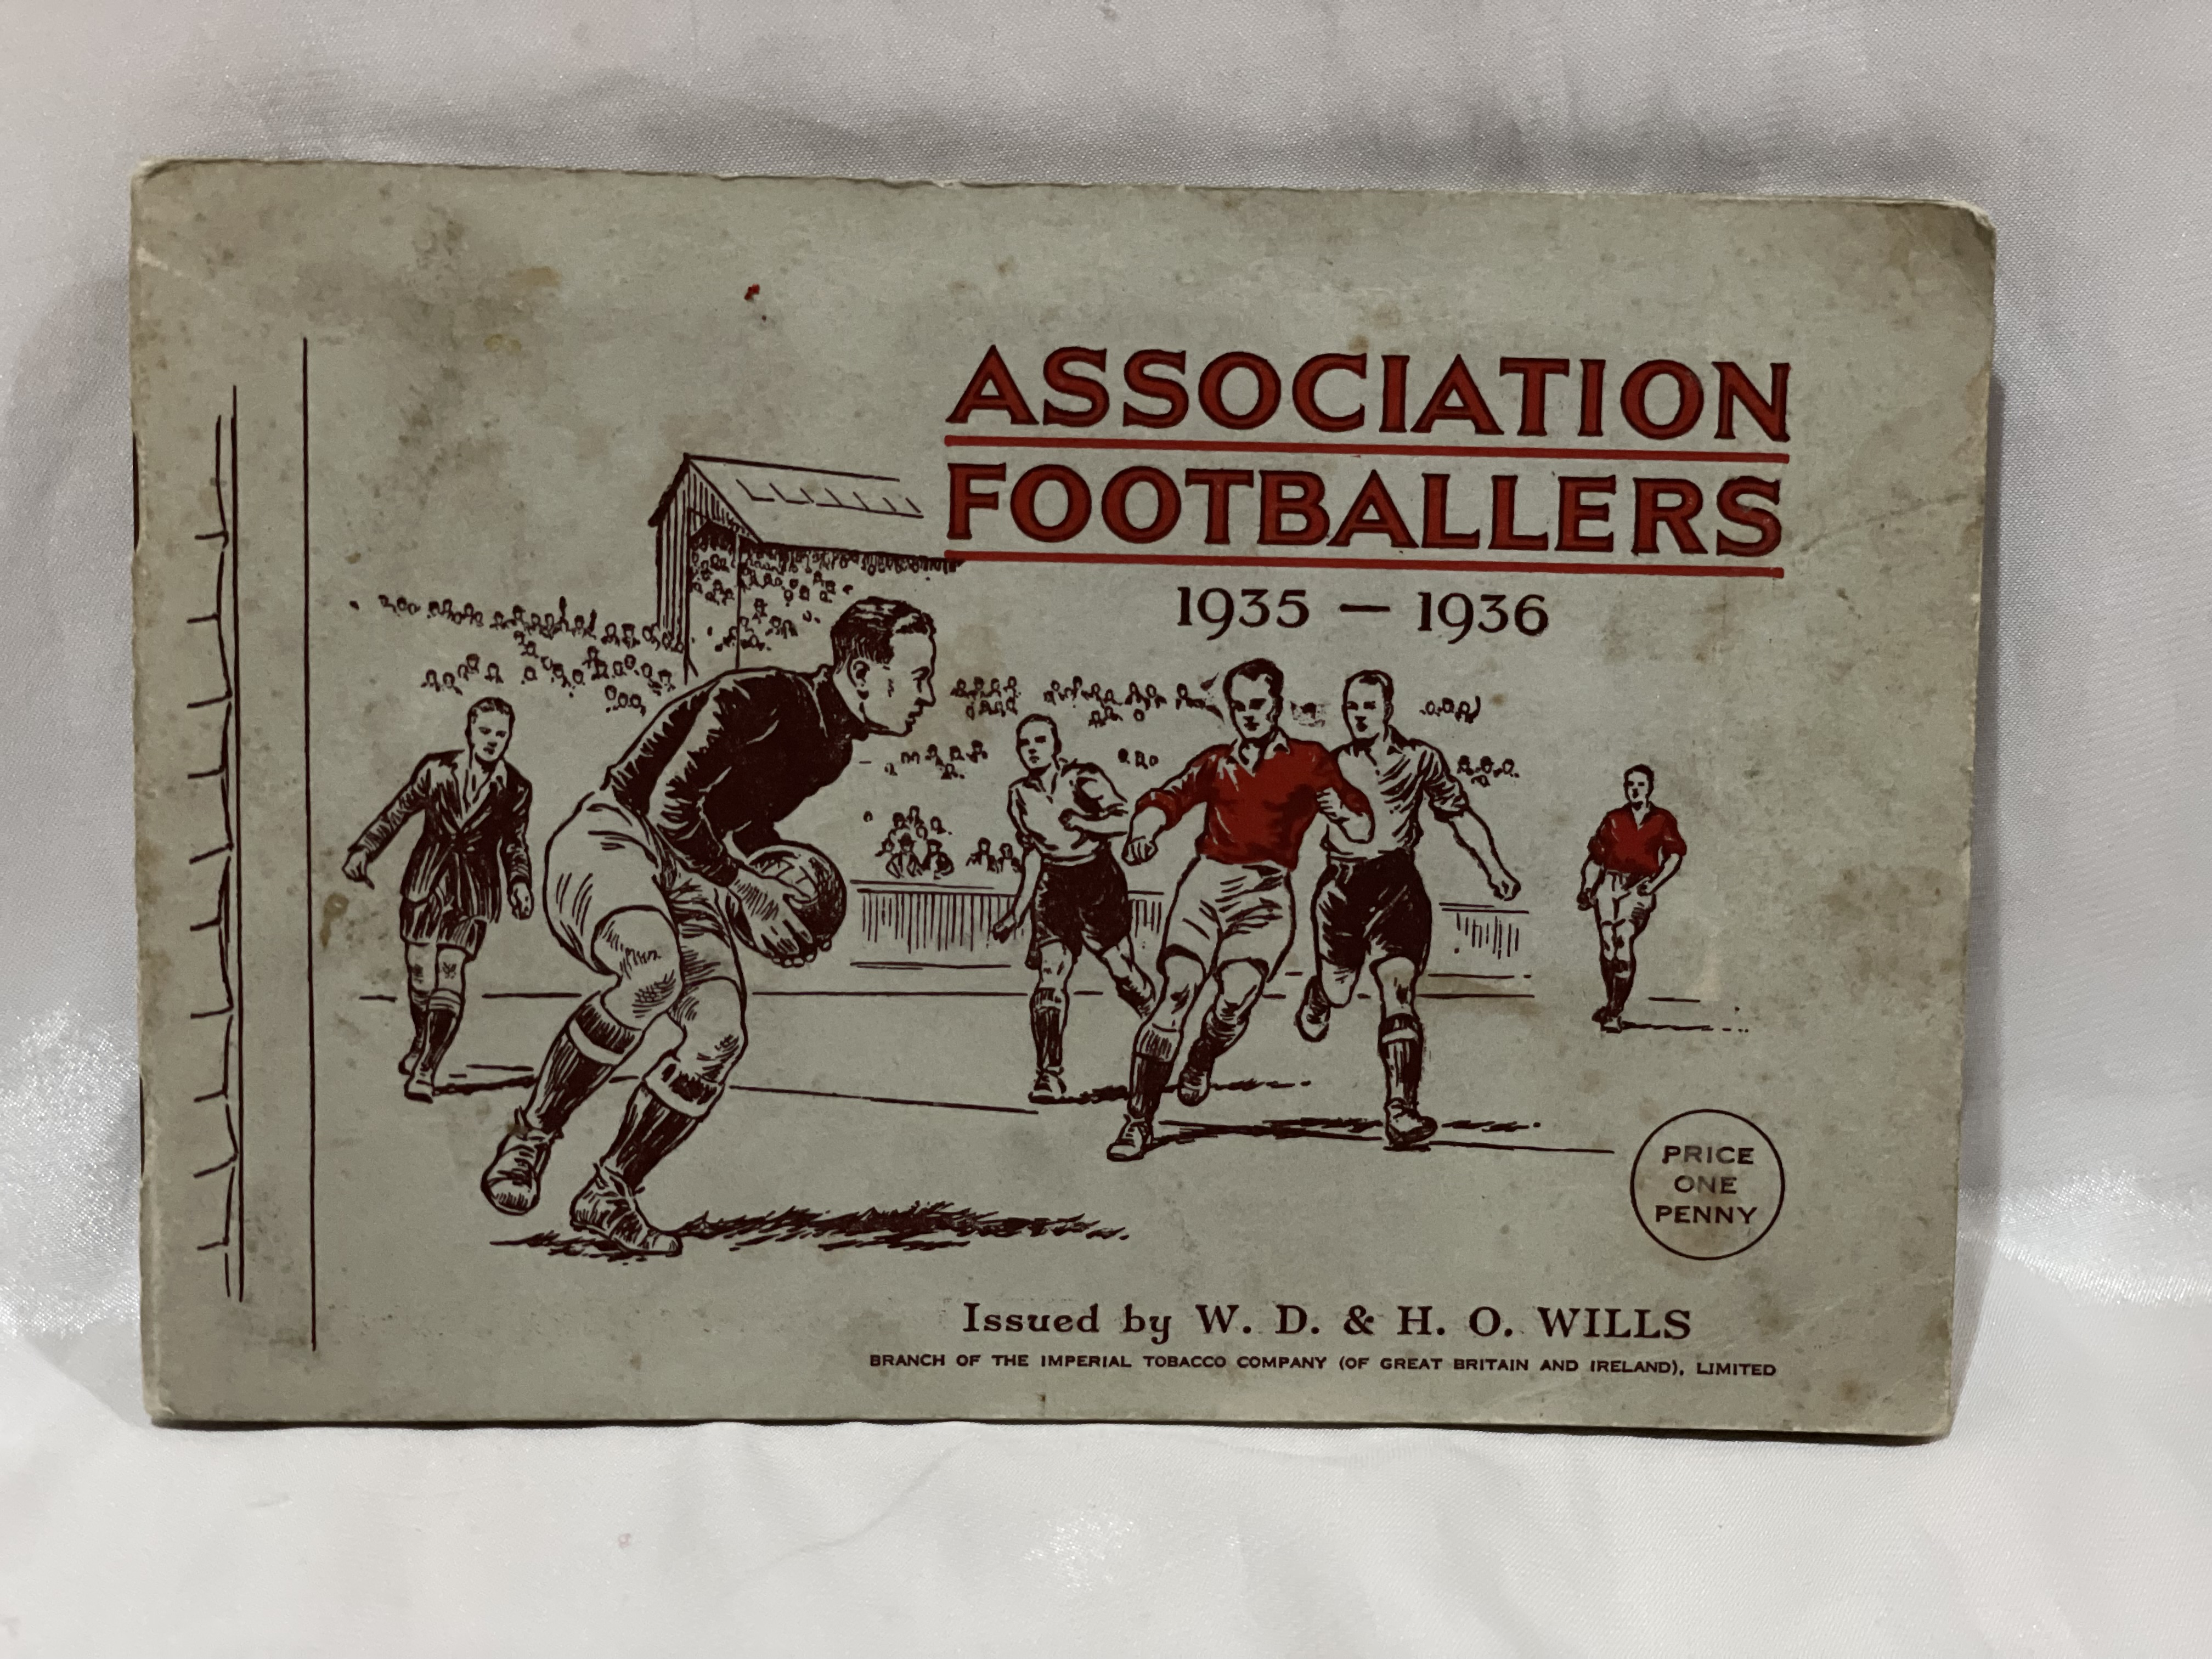 ASSOCIATION
FOOTBALLERS
1935 — 1936
PRICE
ONE
PENNY
Issued by W. D. & H. O. WILLS
BRANCH OF THE IMPERIAL TOBACCO COMPANY (OF GREAT BRITAIN AND IRELAND), LIMITED